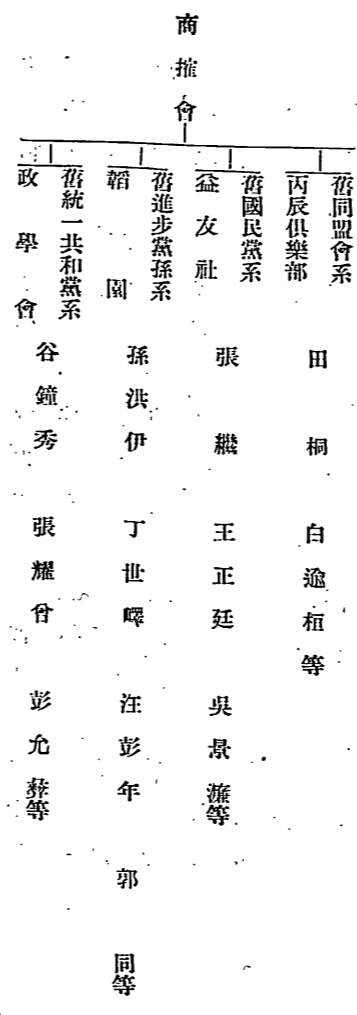 商搉會
舊同盟會系
丙辰俱樂部
田桐　白逾桓等
舊國民黨系
益友社
張繼　王正廷　吳景濂等
舊進步黨孫系
韜園
孫洪伊　丁世嶧　汪彭年　郭同等
舊統一共和黨系
政學會
谷鐘秀　張耀曾　彭允彝等